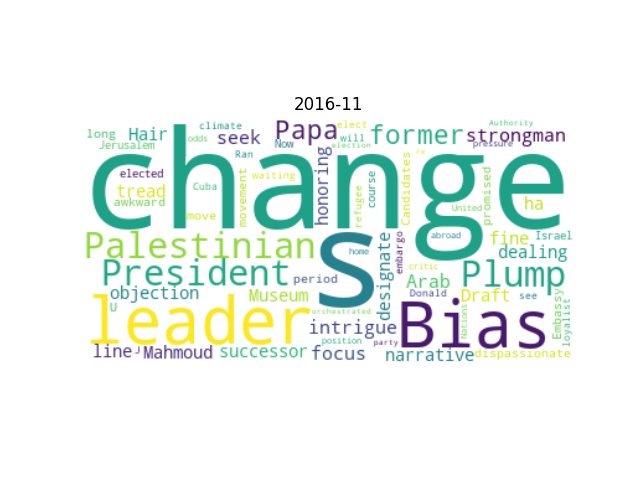 2016-11
long
Hair
climate
odds
seek
Papa
elect
will
election
former
Authority
strongman
pressure
Jerusalem
Ran
Now
change
elected
tread
awkward
move
Cuba
movement
waiting
honoring
refugee
course
Candidates
United
promised
ha
Palestinian
s
home
designate
embargo
abroad
critic
fine
Israel
dealing
President
period
Arab
Plump
objection
U
Museum
orchestrated
Donald
Draft
see
Embassy
loyalist
leader
intrigue
position
party
Bias
Nations
line
Mahmoud
successor
focus
narrative
dispassionate